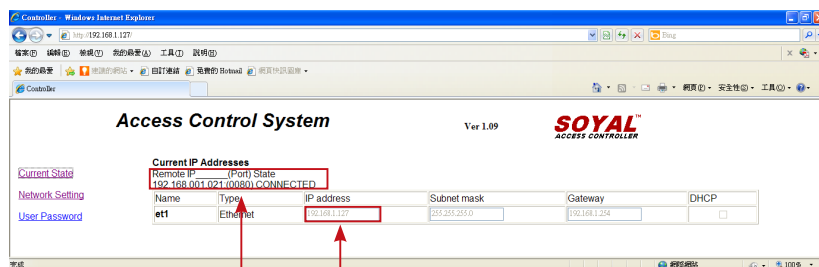 Controller - Windows Internet Explorer
http://192.168.1.127/
Bing
檔案(F) 編輯(E) 檢視(V) 我的最愛(A) 工具(T) 說明(H)
我的最愛 建議的網站 自訂連結 免費的 Hotmail 網頁快訊圖庫
Controller
網頁(P) 安全性(S) 工具(O)
Access Control System
Ver 1.09
SOYAL™
ACCESS CONTROLLER
Current State
Network Setting
User Password
Current IP Addresses
Remote IP______(Port) State
192.168.001.021:(0080) CONNECTED
Name Type IP address Subnet mask Gateway DHCP
et1 Ethernet 192.168.1.127 255.255.255.0 192.168.1.254
完成 網際網路 100%